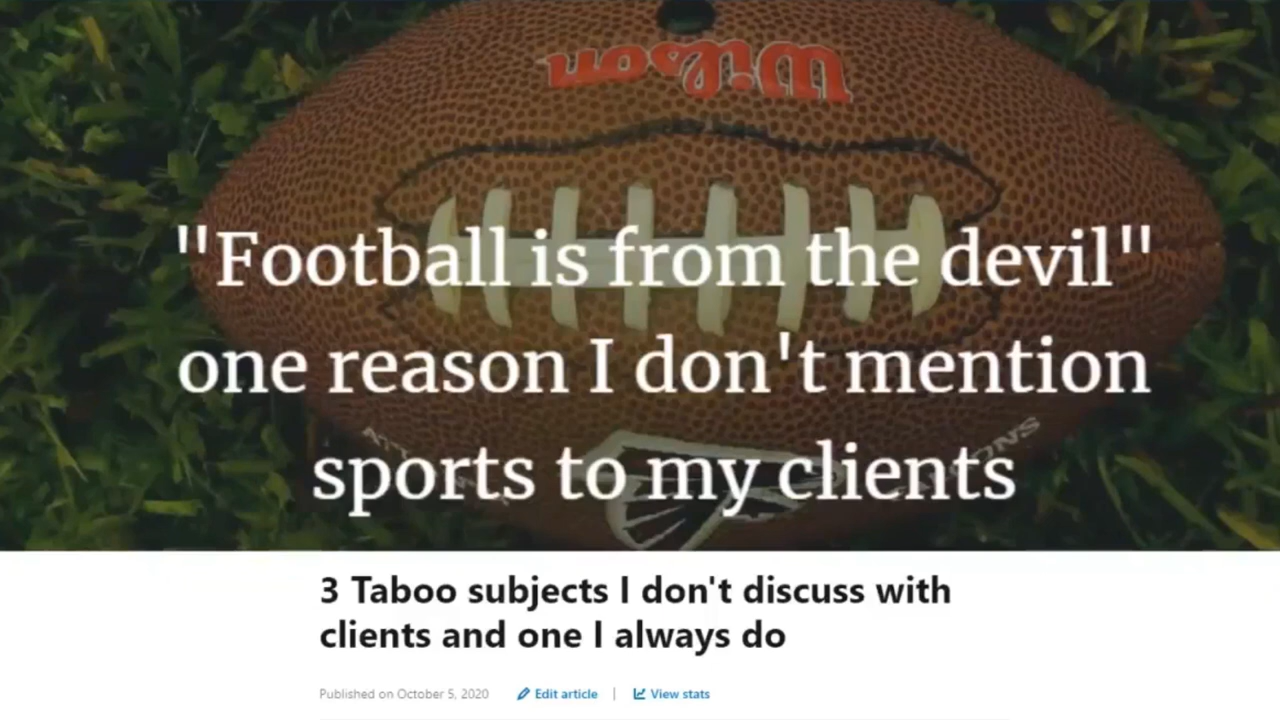 Wilson
"Football is from the devil"
one reason I don't mention
sports to my clients
3 Taboo subjects I don't discuss with
clients and one I always do
Published on October 5, 2020 Edit article | View stats